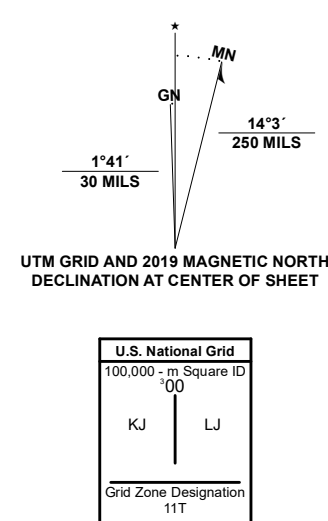 ★
MN
GN
1°41´
30 MILS
14°3´
250 MILS
UTM GRID AND 2019 MAGNETIC NORTH
DECLINATION AT CENTER OF SHEET
U.S. National Grid
100,000 - m Square ID
³00
KJ LJ
Grid Zone Designation
11T